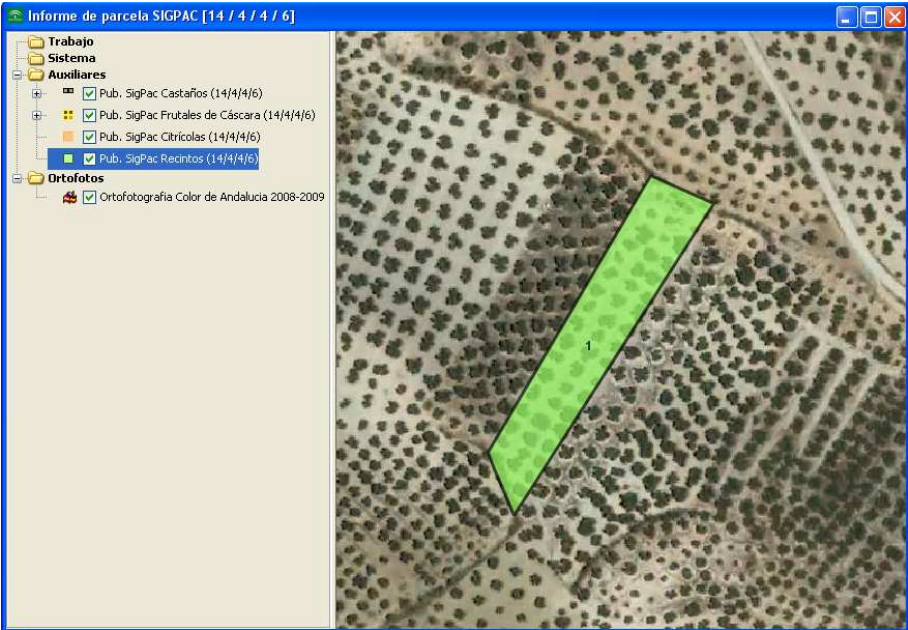 Informe de parcela SIGPAC [14 / 4 / 4 / 6]
Trabajo
Sistema
Auxiliares
Pub. SigPac Castaños (14/4/4/6)
Pub. SigPac Frutales de Cáscara (14/4/4/6)
Pub. SigPac Citrícolas (14/4/4/6)
Pub. SigPac Recintos (14/4/4/6)
Ortofotos
Ortofotografia Color de Andalucia 2008-2009
1